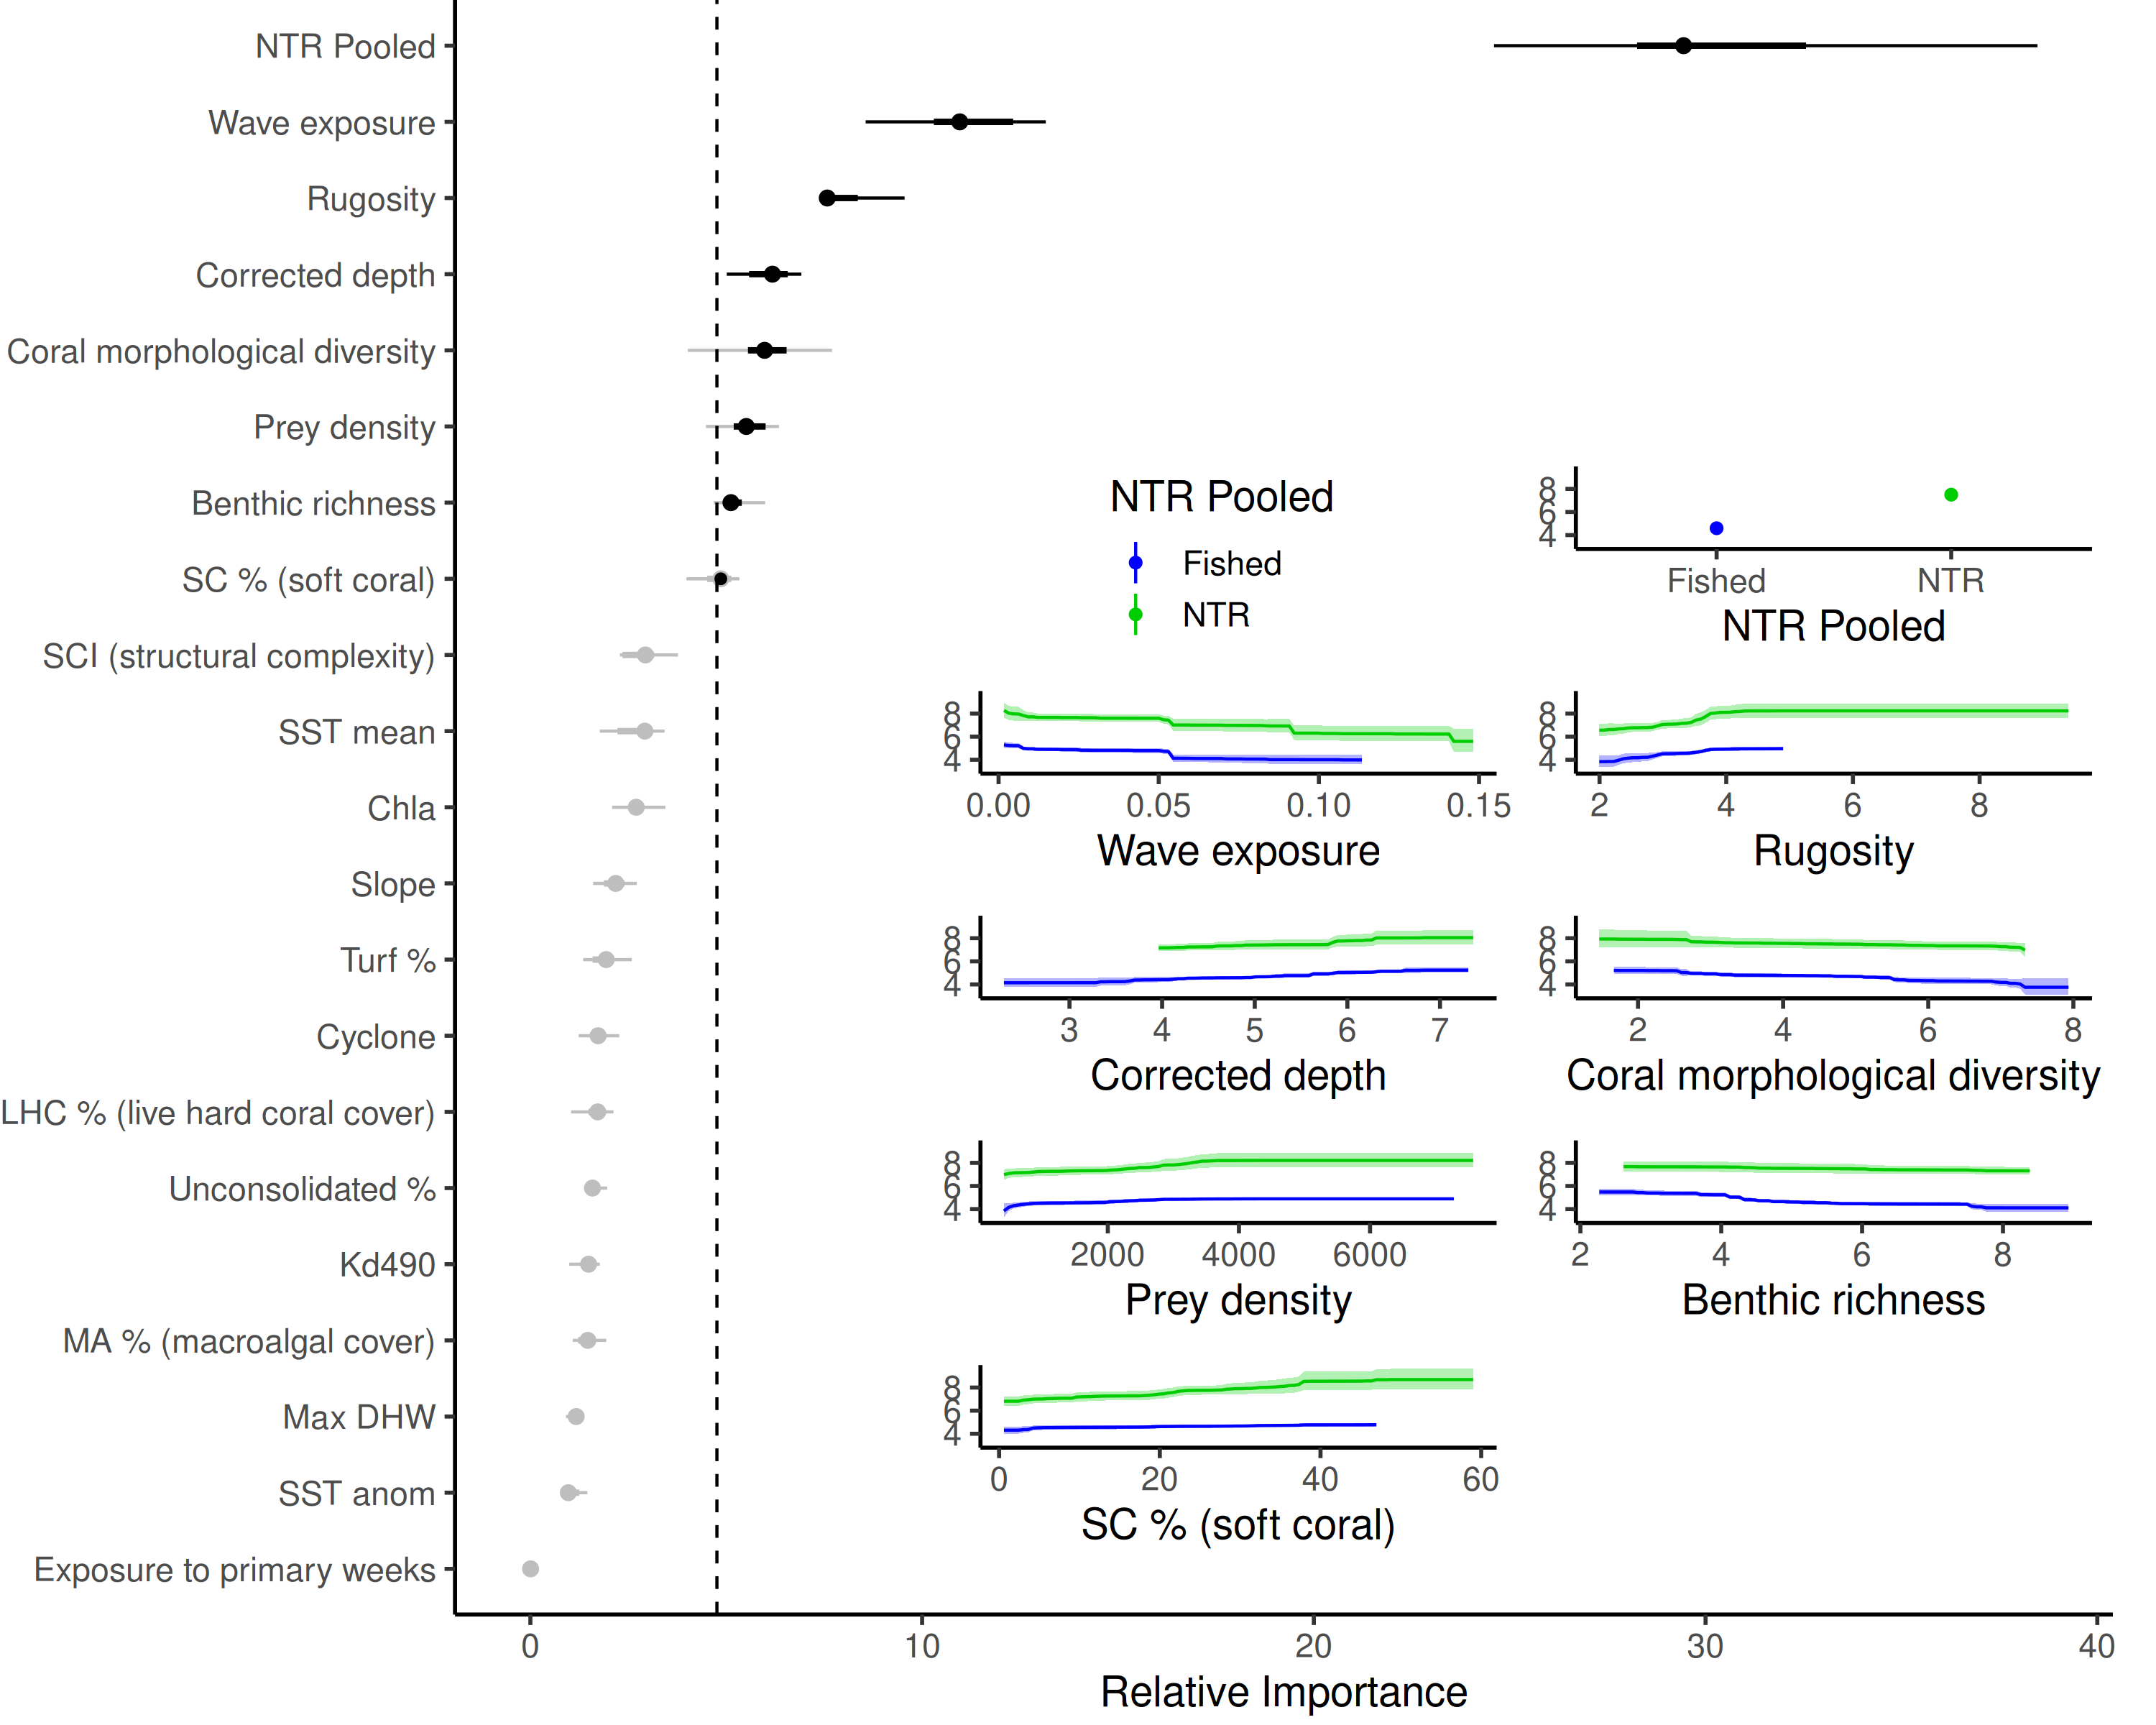 NTR Pooled
Wave exposure
Rugosity
Corrected depth
Coral morphological diversity
Prey density
Benthic richness
SC % (soft coral)
SCI (structural complexity)
SST mean
Chla
Slope
Turf %
Cyclone
LHC % (live hard coral cover)
Unconsolidated %
Kd490
MA % (macroalgal cover)
Max DHW
SST anom
Exposure to primary weeks
0 10 20 30 40
Relative Importance
NTR Pooled
Fished
NTR
8
6
4
Fished NTR
NTR Pooled
8
6
4
0.00 0.05 0.10 0.15
Wave exposure
8
6
4
2 4 6 8
Rugosity
8
6
4
3 4 5 6 7
Corrected depth
8
6
4
2 4 6 8
Coral morphological diversity
8
6
4
2000 4000 6000
Prey density
8
6
4
2 4 6 8
Benthic richness
8
6
4
0 20 40 60
SC % (soft coral)